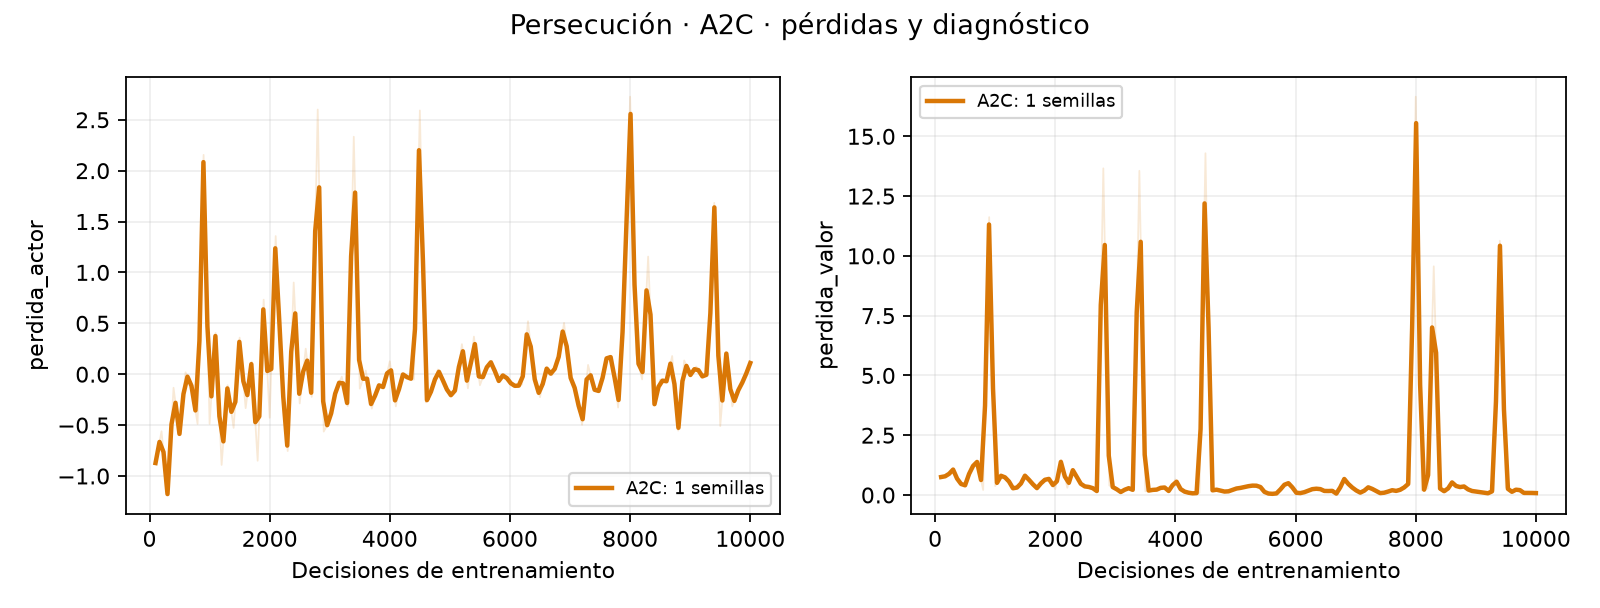 Persecución · A2C · pérdidas y diagnóstico
perdida_actor
2.5
2.0
1.5
1.0
0.5
0.0
−0.5
−1.0
A2C: 1 semillas
0 2000 4000 6000 8000 10000
Decisiones de entrenamiento
perdida_valor
15.0
12.5
10.0
7.5
5.0
2.5
0.0
A2C: 1 semillas
0 2000 4000 6000 8000 10000
Decisiones de entrenamiento